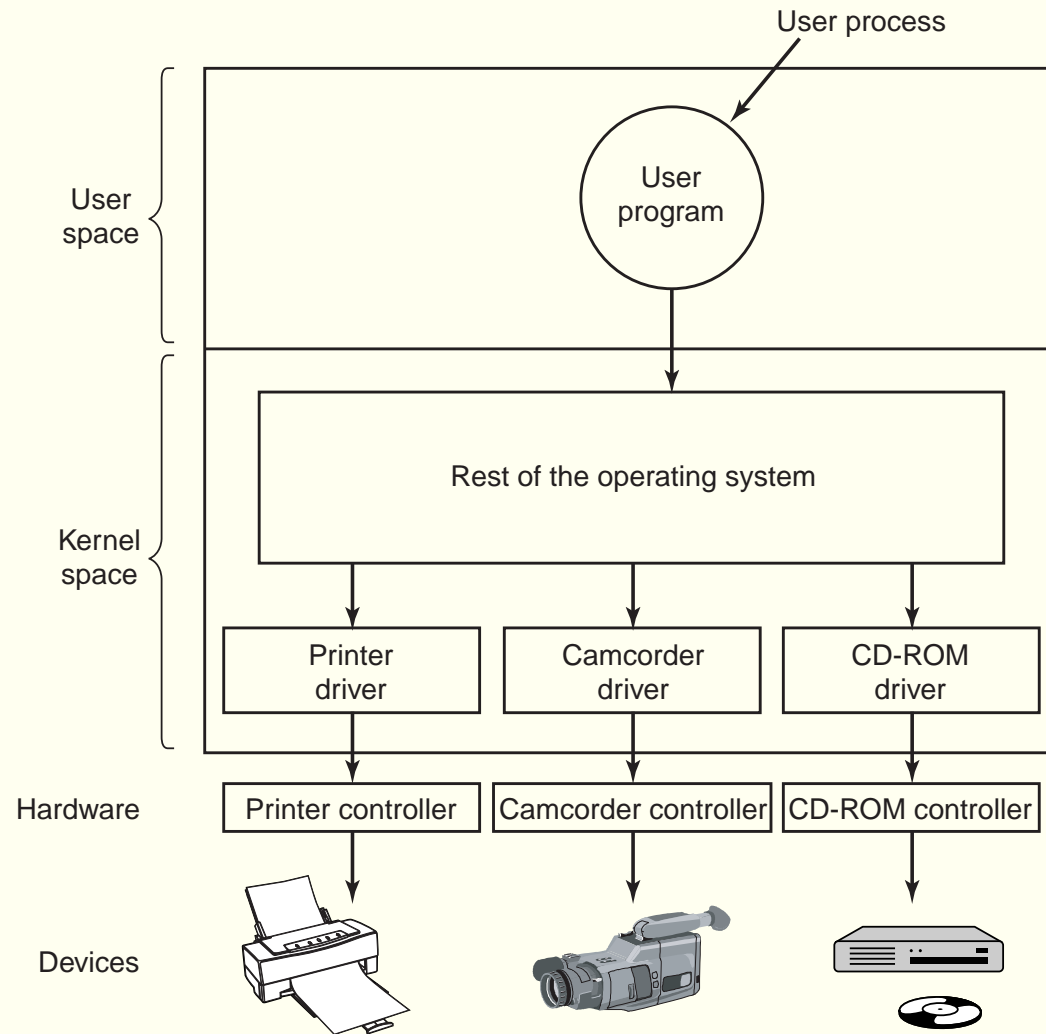 User process
User
space
User
program
Kernel
space
Rest of the operating system
Printer
driver
Camcorder
driver
CD-ROM
driver
Hardware
Printer controller
Camcorder controller
CD-ROM controller
Devices